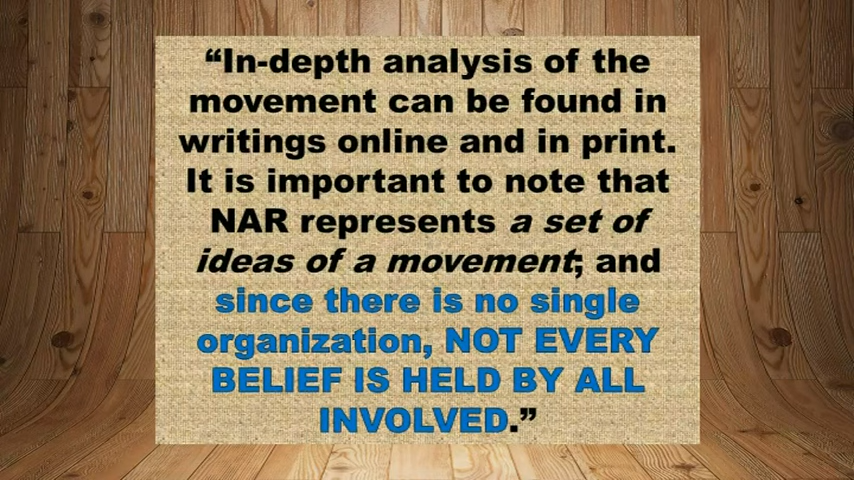 “In-depth analysis of the
movement can be found in
writings online and in print.
It is important to note that
NAR represents a set of
ideas of a movement; and
since there is no single
organization, NOT EVERY
BELIEF IS HELD BY ALL
INVOLVED.”